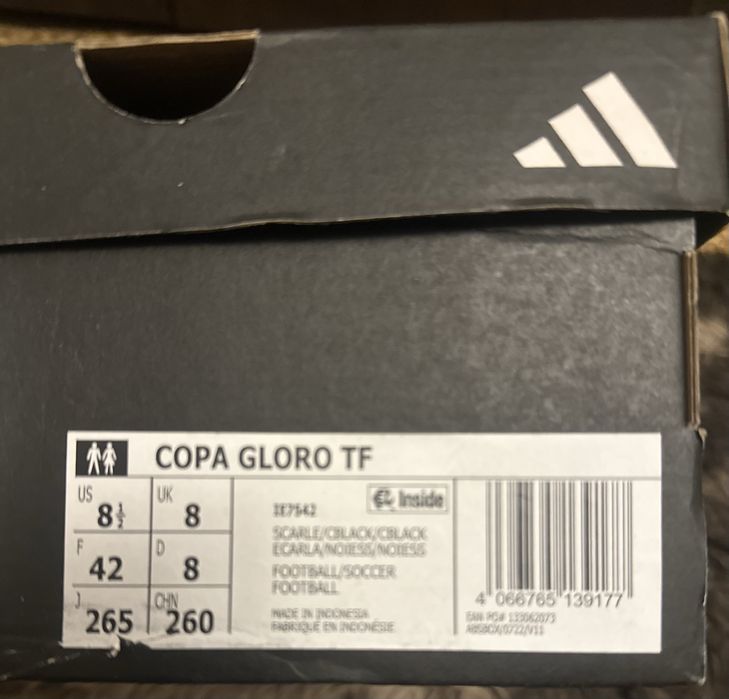 COPA GLORO TF
US 8½ UK 8
F 42 D 8
J 265 CHN 260
IE7542 Inside
SCARLE/CBLACK/CBLACK
ECARLA/NOIESS/NOIESS
FOOTBALL/SOCCER
FOOTBALL
MADE IN INDONESIA
FABRIQUÉ EN INDONÉSIE
4 066765 139177